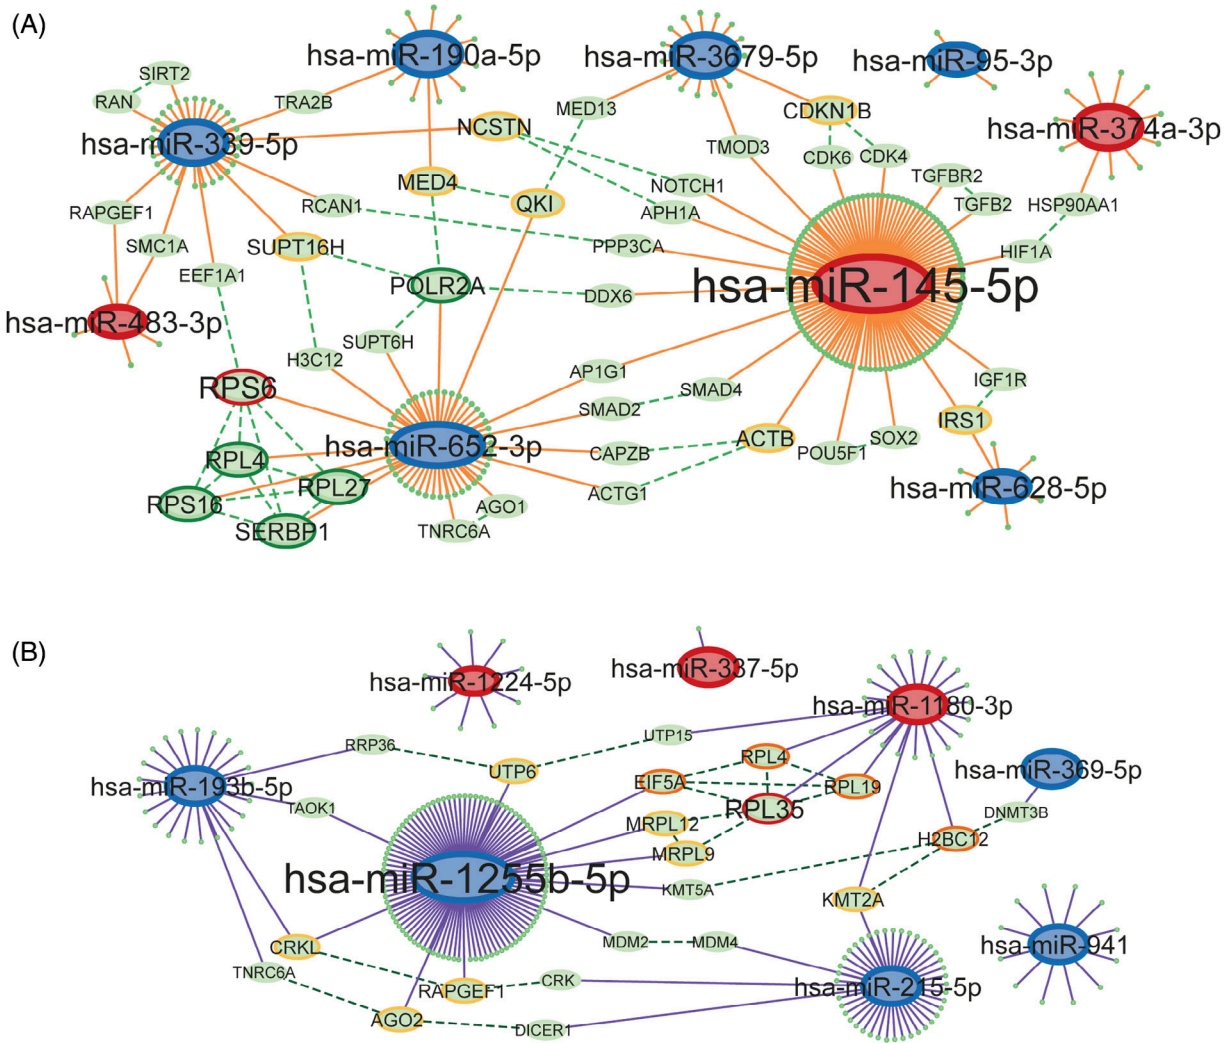 (A)
hsa-miR-190a-5p
hsa-miR-3679-5p
hsa-miR-95-3p
SIRT2
RAN
TRA2B
MED13
CDKN1B
hsa-miR-374a-3p
NCSTN
hsa-miR-339-5p
TMOD3
CDK6
CDK4
TGFBR2
MED4
NOTCH1
RAPGEF1
RCAN1
QKI
APH1A
TGFB2
HSP90AA1
SMC1A
SUPT16H
PPP3CA
HIF1A
EEF1A1
POLR2A
DDX6
hsa-miR-145-5p
hsa-miR-483-3p
SUPT6H
H3C12
AP1G1
IGF1R
RPS6
SMAD4
SMAD2
IRS1
hsa-miR-652-3p
ACTB
SOX2
CAPZB
POU5F1
RPL4
RPL27
ACTG1
hsa-miR-628-5p
RPS16
AGO1
SERBP1
TNRC6A
(B)
hsa-miR-1224-5p
hsa-miR-337-5p
hsa-miR-1180-3p
RRP36
UTP15
UTP6
RPL4
hsa-miR-369-5p
hsa-miR-193b-5p
EIF5A
RPL19
TAOK1
RPL35
DNMT3B
MRPL12
H2BC12
MRPL9
hsa-miR-1255b-5p
KMT5A
KMT2A
CRKL
MDM2
MDM4
hsa-miR-941
TNRC6A
CRK
RAPGEF1
hsa-miR-215-5p
AGO2
DICER1